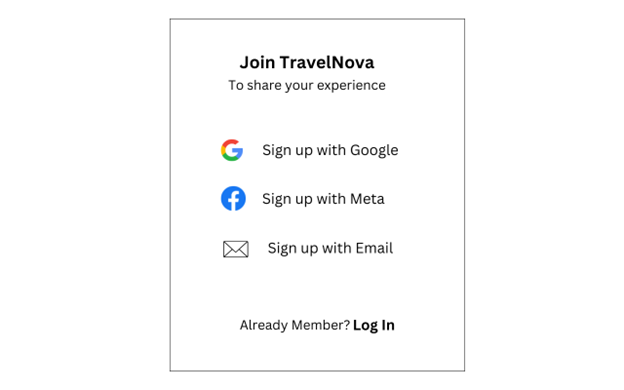 Join TravelNova
To share your experience
Sign up with Google
Sign up with Meta
Sign up with Email
Already Member? Log In